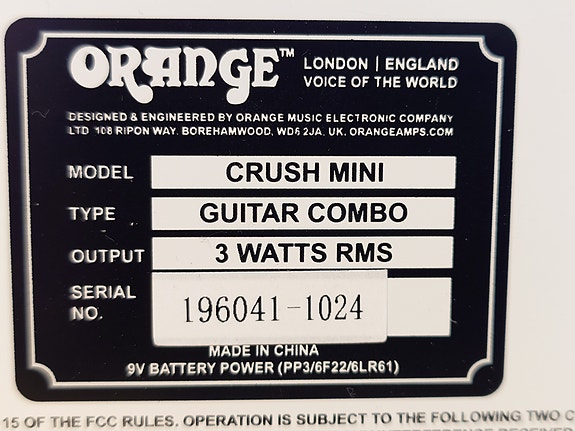 ORANGE™ LONDON | ENGLAND
VOICE OF THE WORLD
DESIGNED & ENGINEERED BY ORANGE MUSIC ELECTRONIC COMPANY
LTD 108 RIPON WAY. BOREHAMWOOD, WD6 2JA. UK. ORANGEAMPS.COM
MODEL CRUSH MINI
TYPE GUITAR COMBO
OUTPUT 3 WATTS RMS
SERIAL
NO. 196041-1024
MADE IN CHINA
9V BATTERY POWER (PP3/6F22/6LR61)
15 OF THE FCC RULES. OPERATION IS SUBJECT TO THE FOLLOWING TWO C